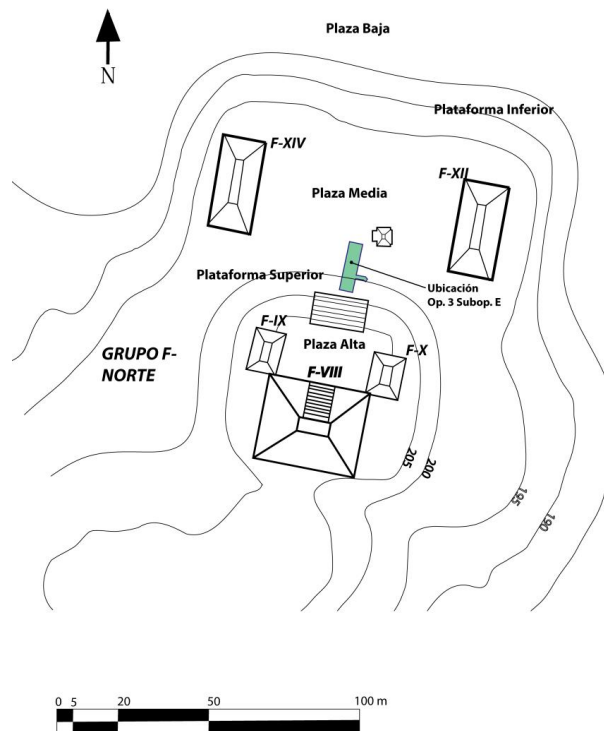 Plaza Baja
N
Plataforma Inferior
F-XIV
F-XII
Plaza Media
Plataforma Superior
Ubicación
Op. 3 Subop. E
F-IX
Plaza Alta
F-X
GRUPO F-
NORTE
F-VIII
205
200
195
190
0 5 20 50 100 m